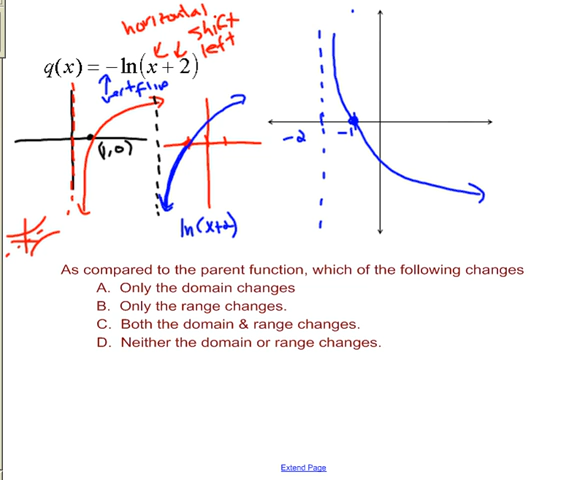 horizontal
shift
left
q(x) = -ln(x + 2)
vert flip
(1,0)
-2
-1
ln(x+2)
As compared to the parent function, which of the following changes
A. Only the domain changes
B. Only the range changes.
C. Both the domain & range changes.
D. Neither the domain or range changes.
Extend Page